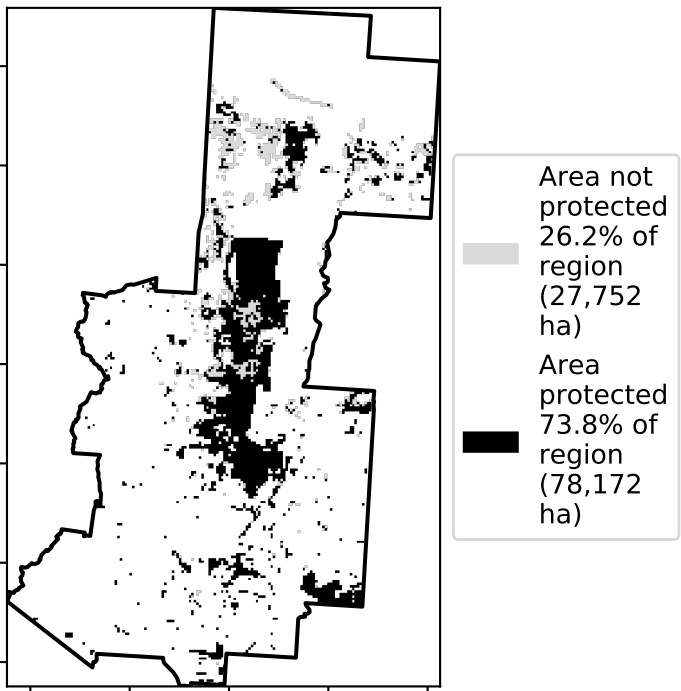 Area not
protected
26.2% of
region
(27,752
ha)
Area
protected
73.8% of
region
(78,172
ha)